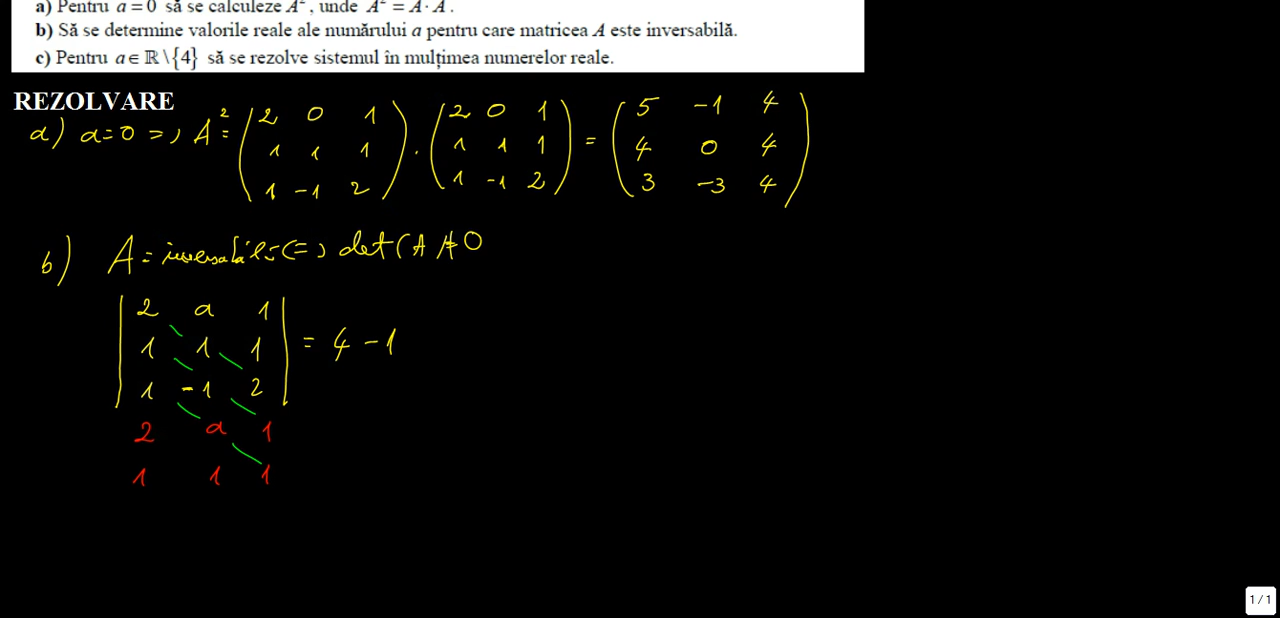 a) Pentru a = 0 să se calculeze A², unde A² = A · A.
b) Să se determine valorile reale ale numărului a pentru care matricea A este inversabilă.
c) Pentru a ∈ ℝ \ {4} să se rezolve sistemul în mulțimea numerelor reale.
REZOLVARE
a) a=0 => A² = (2 0 1 · (2 0 1 = (5 -1 4
1 1 1 1 1 1 4 0 4
1 -1 2) 1 -1 2) 3 -3 4)
b) A = inversabilă <=> det(A) ≠ 0
|2 a 1|
|1 1 1| = 4 - 1
|1 -1 2|
2 a 1
1 1 1
1 / 1